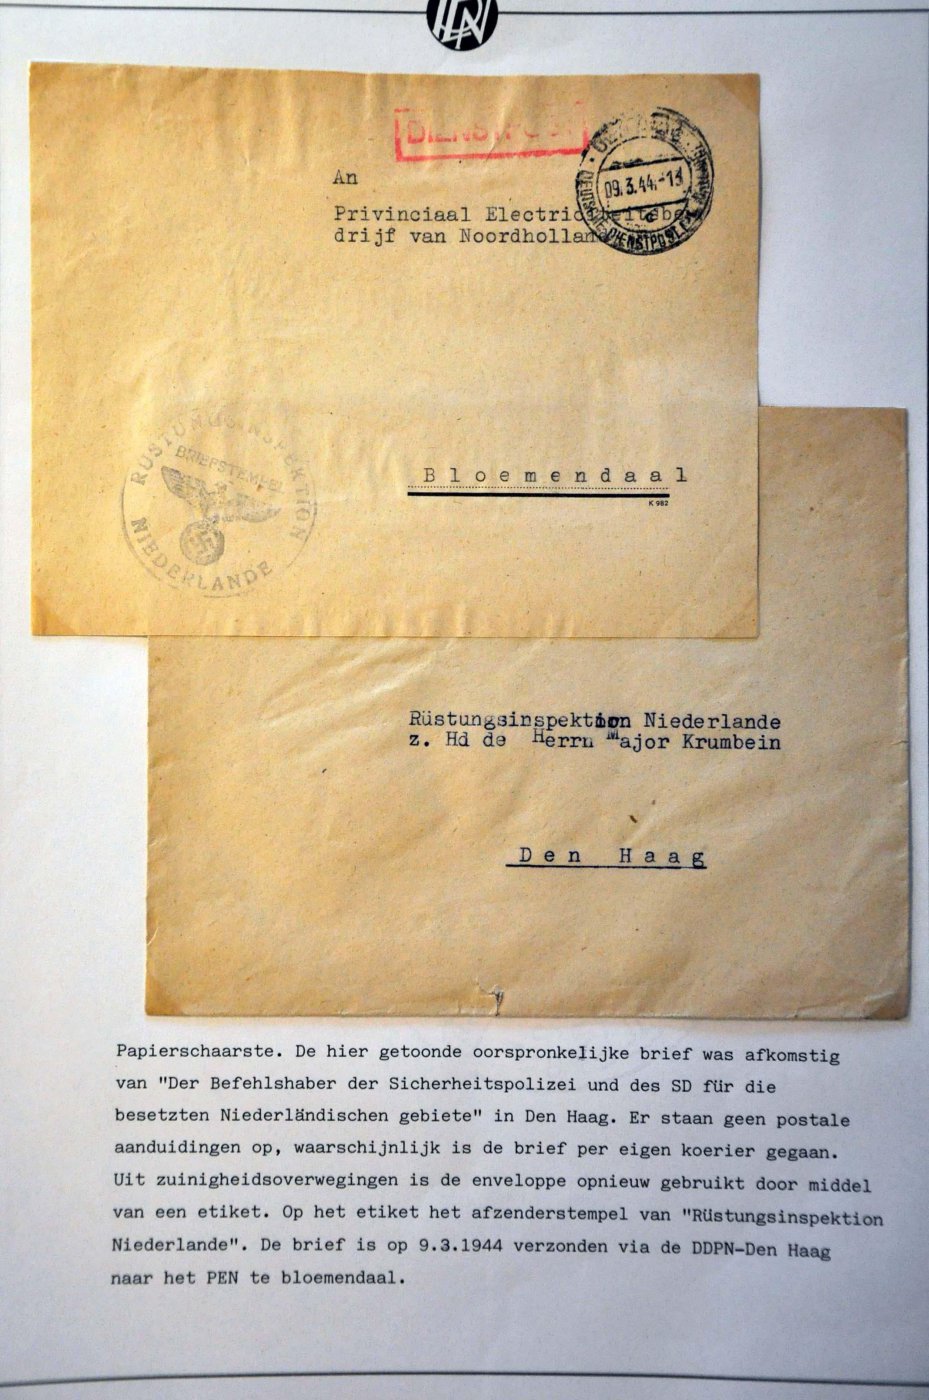 DIENSTPOST
09.3.44.-13
c
DEUTSCHE DIENSTPOST
An
Privinciaal Electriciteitsbe-
drijf van Noordholland
RÜSTUNGSINSPEKTION
BRIEFSTEMPEL
NIEDERLANDE
Bloemendaal
K 982
Rüstungsinspektion Niederlande
z. Hd de Herrn Major Krumbein
Den Haag
Papierschaarste. De hier getoonde oorspronkelijke brief was afkomstig
van "Der Befehlshaber der Sicherheitspolizei und des SD für die
besetzten Niederländischen gebiete" in Den Haag. Er staan geen postale
aanduidingen op, waarschijnlijk is de brief per eigen koerier gegaan.
Uit zuinigheidsoverwegingen is de enveloppe opnieuw gebruikt door middel
van een etiket. Op het etiket het afzenderstempel van "Rüstungsinspektion
Niederlande". De brief is op 9.3.1944 verzonden via de DDPN-Den Haag
naar het PEN te bloemendaal.